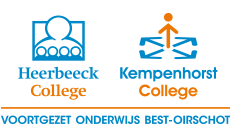 Heerbeeck
College
Kempenhorst
College
VOORTGEZET ONDERWIJS BEST-OIRSCHOT